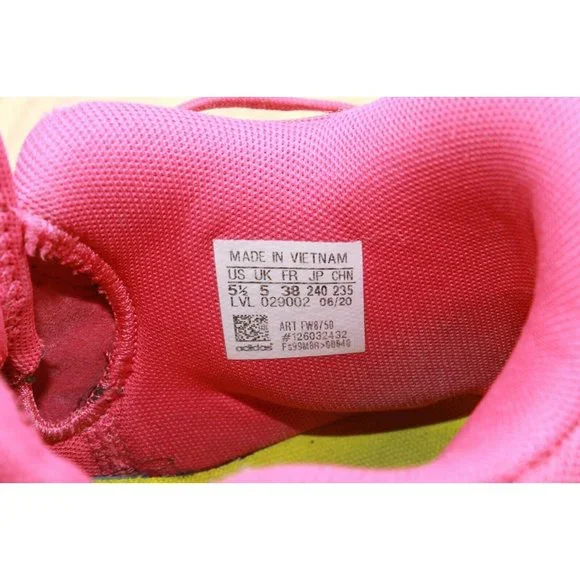 MADE IN VIETNAM
US UK FR JP CHN
5½ 5 38 240 235
LVL 029002 06/20
ART FW8750
#126032432
adidas